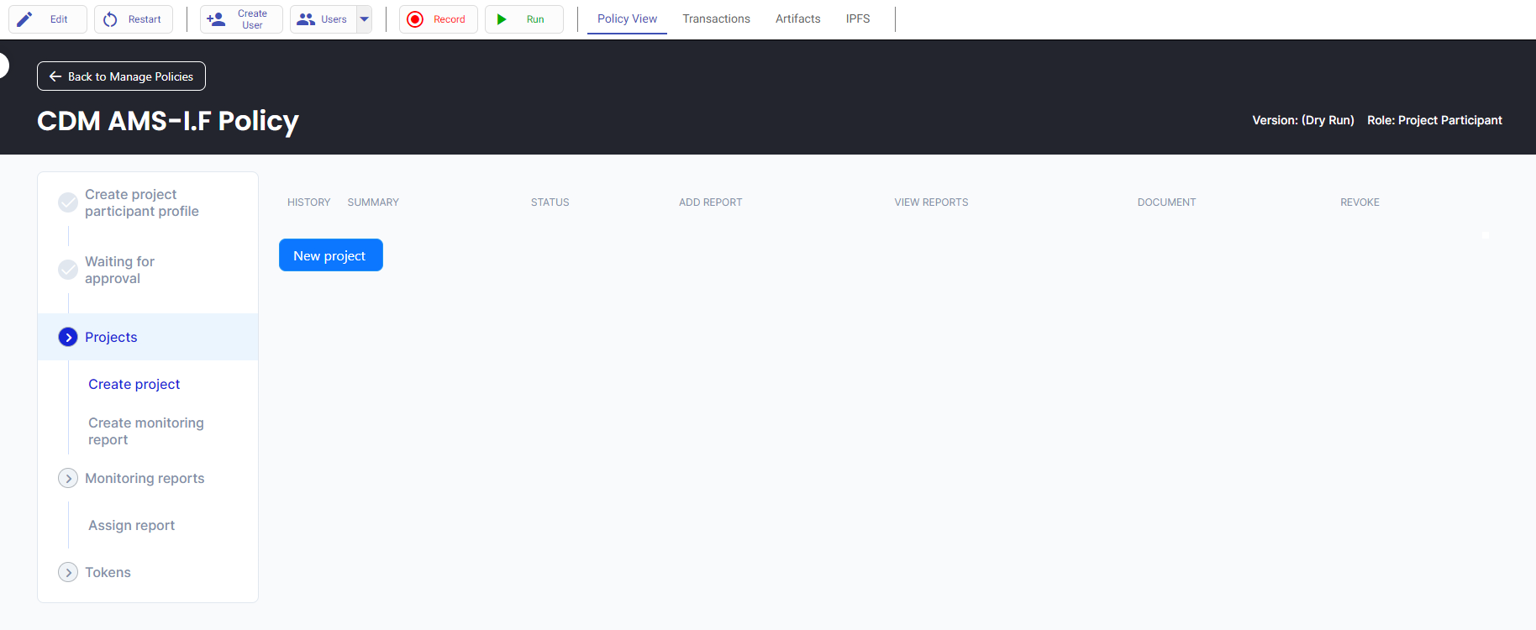 Edit
Restart
Create
User
Users
Record
Run
Policy View
Transactions
Artifacts
IPFS
Back to Manage Policies
CDM AMS-I.F Policy
Version: (Dry Run)
Role: Project Participant
Create project
participant profile
Waiting for
approval
Projects
Create project
Create monitoring
report
Monitoring reports
Assign report
Tokens
HISTORY
SUMMARY
STATUS
ADD REPORT
VIEW REPORTS
DOCUMENT
REVOKE
New project